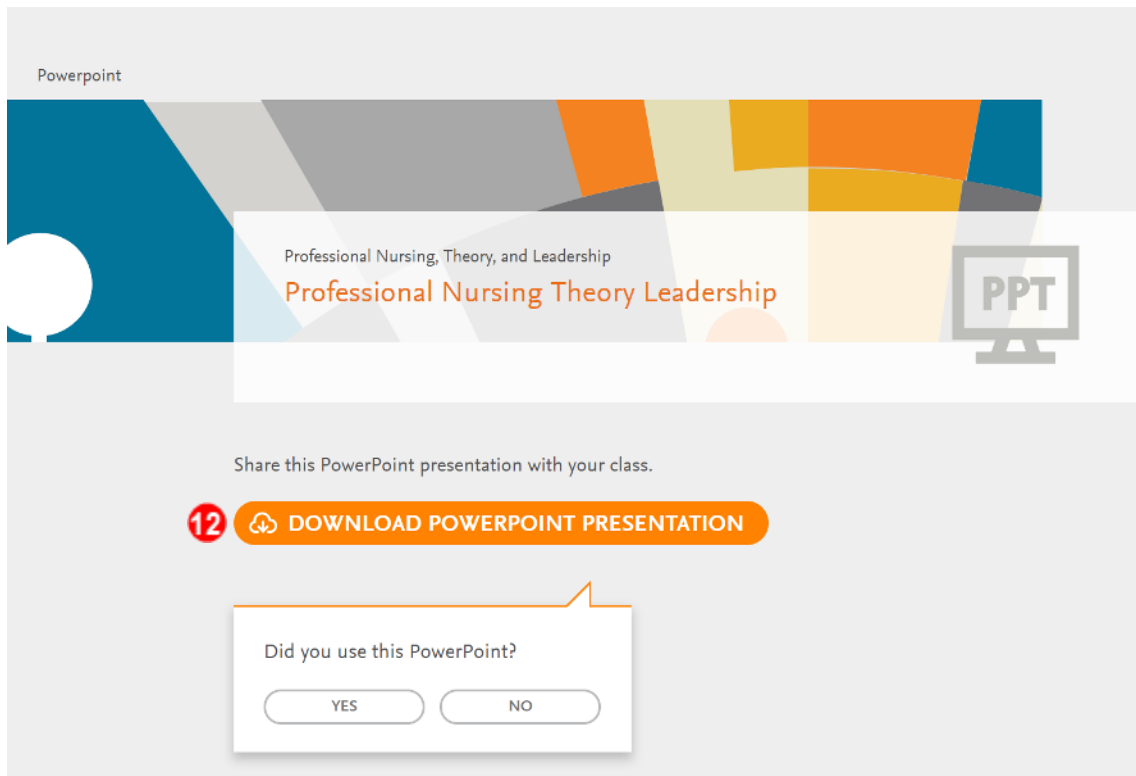 Powerpoint
Professional Nursing, Theory, and Leadership
Professional Nursing Theory Leadership
PPT
Share this PowerPoint presentation with your class.
12 DOWNLOAD POWERPOINT PRESENTATION
Did you use this PowerPoint?
YES NO